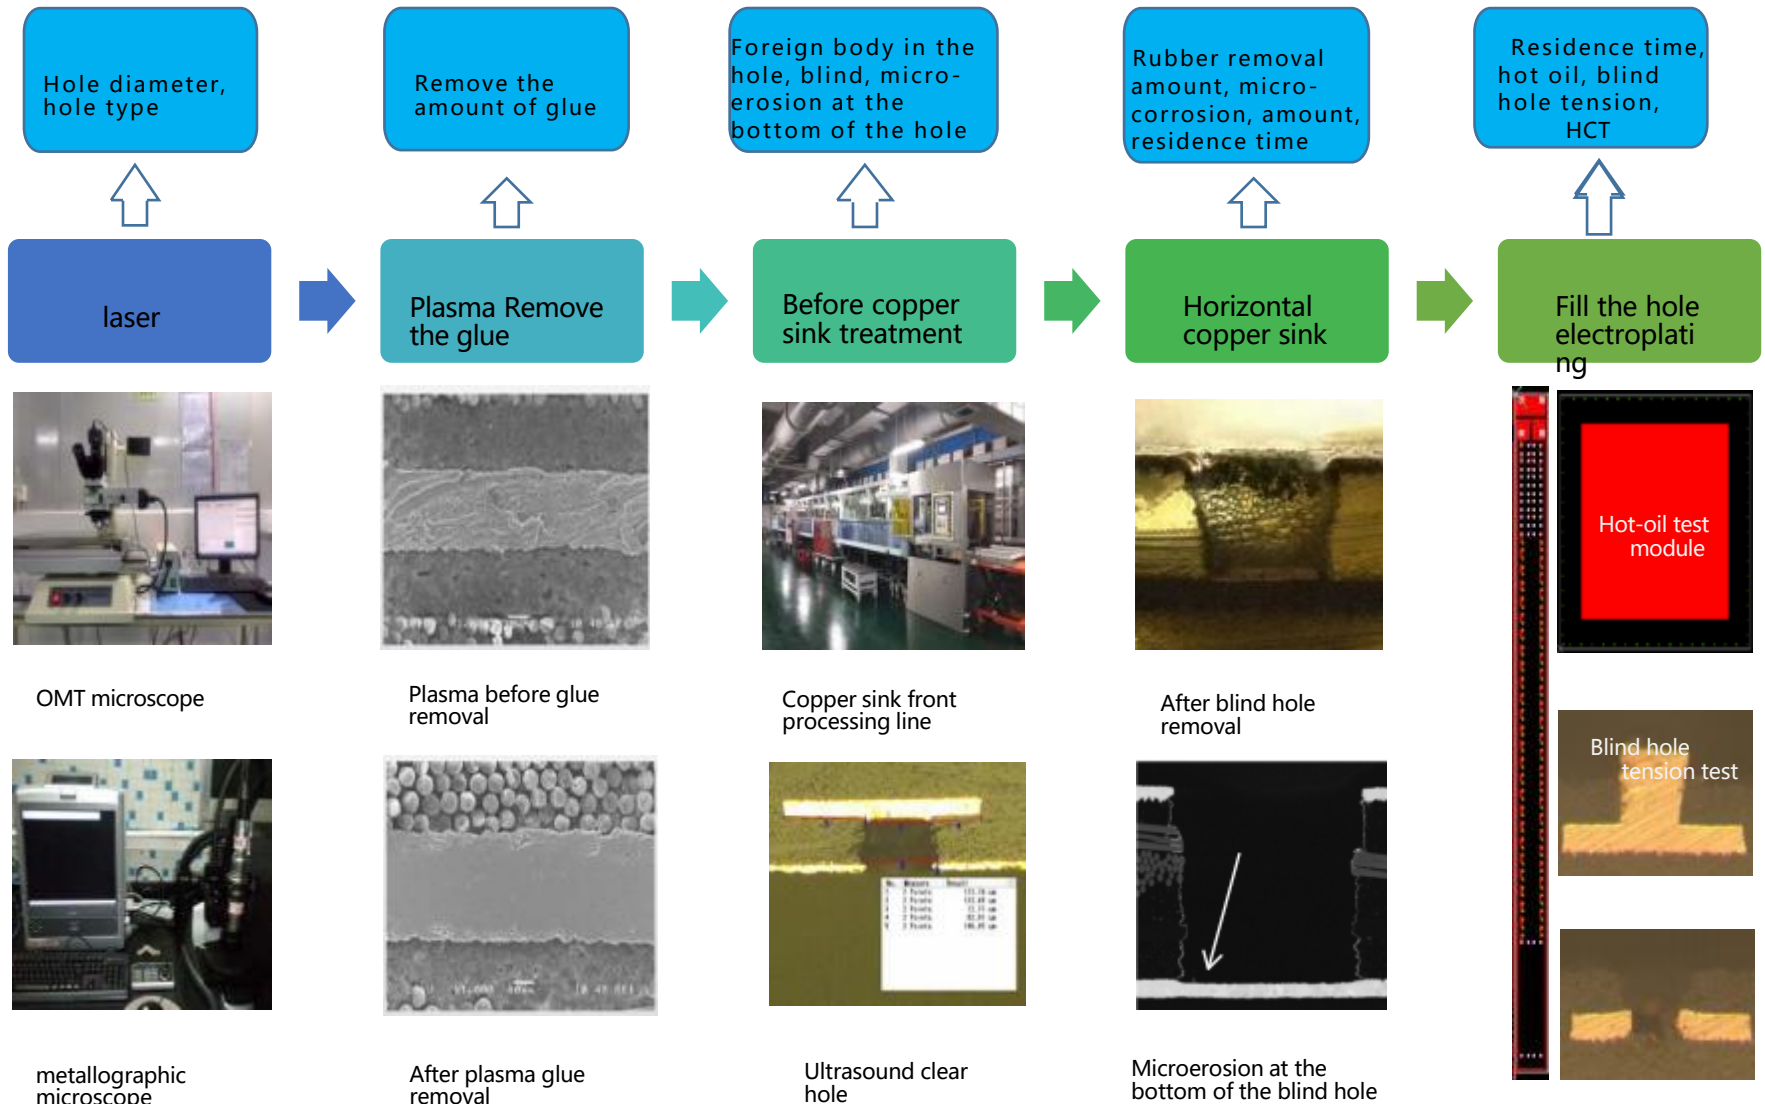 Hole diameter,
hole type
Remove the
amount of glue
Foreign body in the
hole, blind, micro-
erosion at the
bottom of the hole
Rubber removal
amount, micro-
corrosion, amount,
residence time
Residence time,
hot oil, blind
hole tension,
HCT
laser
Plasma Remove
the glue
Before copper
sink treatment
Horizontal
copper sink
Fill the hole
electroplati
ng
Hot-oil test
module
OMT microscope
Plasma before glue
removal
Copper sink front
processing line
After blind hole
removal
Blind hole
tension test
metallographic
microscope
After plasma glue
removal
Ultrasound clear
hole
Microerosion at the
bottom of the blind hole